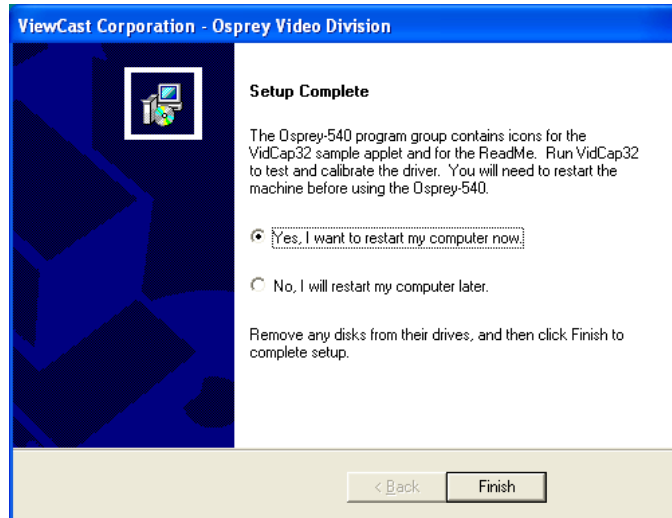 ViewCast Corporation - Osprey Video Division
Setup Complete
The Osprey-540 program group contains icons for the
VidCap32 sample applet and for the ReadMe. Run VidCap32
to test and calibrate the driver. You will need to restart the
machine before using the Osprey-540.
Yes, I want to restart my computer now.
No, I will restart my computer later.
Remove any disks from their drives, and then click Finish to
complete setup.
< Back Finish